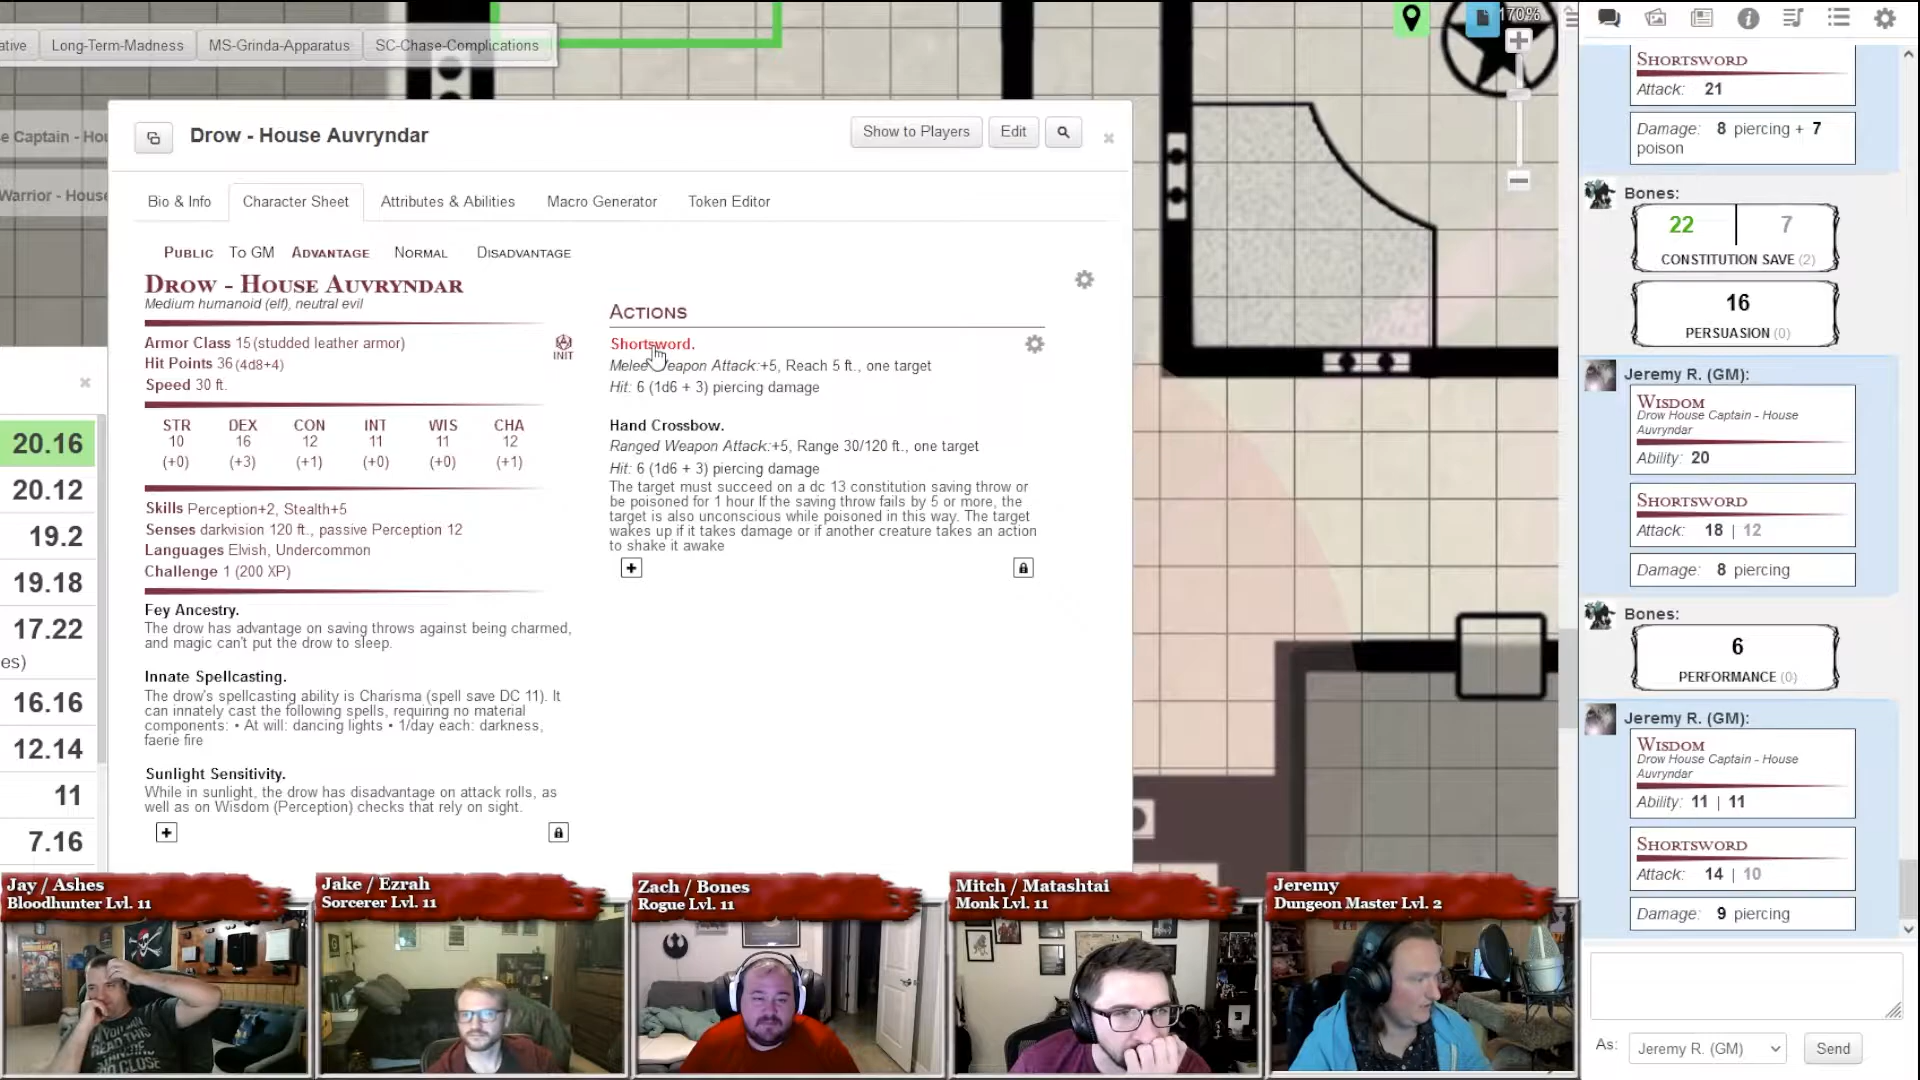 ative
Long-Term-Madness
MS-Grinda-Apparatus
SC-Chase-Complications
170%
e Captain - Hou
Warrior - House
Drow - House Auvryndar
Show to Players
Edit
Bio & Info
Character Sheet
Attributes & Abilities
Macro Generator
Token Editor
PUBLIC TO GM ADVANTAGE NORMAL DISADVANTAGE
DROW - HOUSE AUVRYNDAR
Medium humanoid (elf), neutral evil
Armor Class 15 (studded leather armor)
Hit Points 36 (4d8+4)
Speed 30 ft.
INIT
STR DEX CON INT WIS CHA
10 16 12 11 11 12
(+0) (+3) (+1) (+0) (+0) (+1)
Skills Perception+2, Stealth+5
Senses darkvision 120 ft., passive Perception 12
Languages Elvish, Undercommon
Challenge 1 (200 XP)
Fey Ancestry.
The drow has advantage on saving throws against being charmed,
and magic can't put the drow to sleep.
Innate Spellcasting.
The drow's spellcasting ability is Charisma (spell save DC 11). It
can innately cast the following spells, requiring no material
components: • At will: dancing lights • 1/day each: darkness,
faerie fire
Sunlight Sensitivity.
While in sunlight, the drow has disadvantage on attack rolls, as
well as on Wisdom (Perception) checks that rely on sight.
ACTIONS
Shortsword.
Melee Weapon Attack:+5, Reach 5 ft., one target
Hit: 6 (1d6 + 3) piercing damage
Hand Crossbow.
Ranged Weapon Attack:+5, Range 30/120 ft., one target
Hit: 6 (1d6 + 3) piercing damage
The target must succeed on a dc 13 constitution saving throw or
be poisoned for 1 hour If the saving throw fails by 5 or more, the
target is also unconscious while poisoned in this way. The target
wakes up if it takes damage or if another creature takes an action
to shake it awake
20.16
20.12
19.2
19.18
17.22
es)
16.16
12.14
11
7.16
SHORTSWORD
Attack: 21
Damage: 8 piercing + 7
poison
Bones:
22 7
CONSTITUTION SAVE (2)
16
PERSUASION (0)
Jeremy R. (GM):
WISDOM
Drow House Captain - House
Auvryndar
Ability: 20
SHORTSWORD
Attack: 18 | 12
Damage: 8 piercing
Bones:
6
PERFORMANCE (0)
Jeremy R. (GM):
WISDOM
Drow House Captain - House
Auvryndar
Ability: 11 | 11
SHORTSWORD
Attack: 14 | 10
Damage: 9 piercing
As: Jeremy R. (GM)
Send
Jay / Ashes
Bloodhunter Lvl. 11
Jake / Ezrah
Sorcerer Lvl. 11
Zach / Bones
Rogue Lvl. 11
Mitch / Matashtai
Monk Lvl. 11
Jeremy
Dungeon Master Lvl. 2